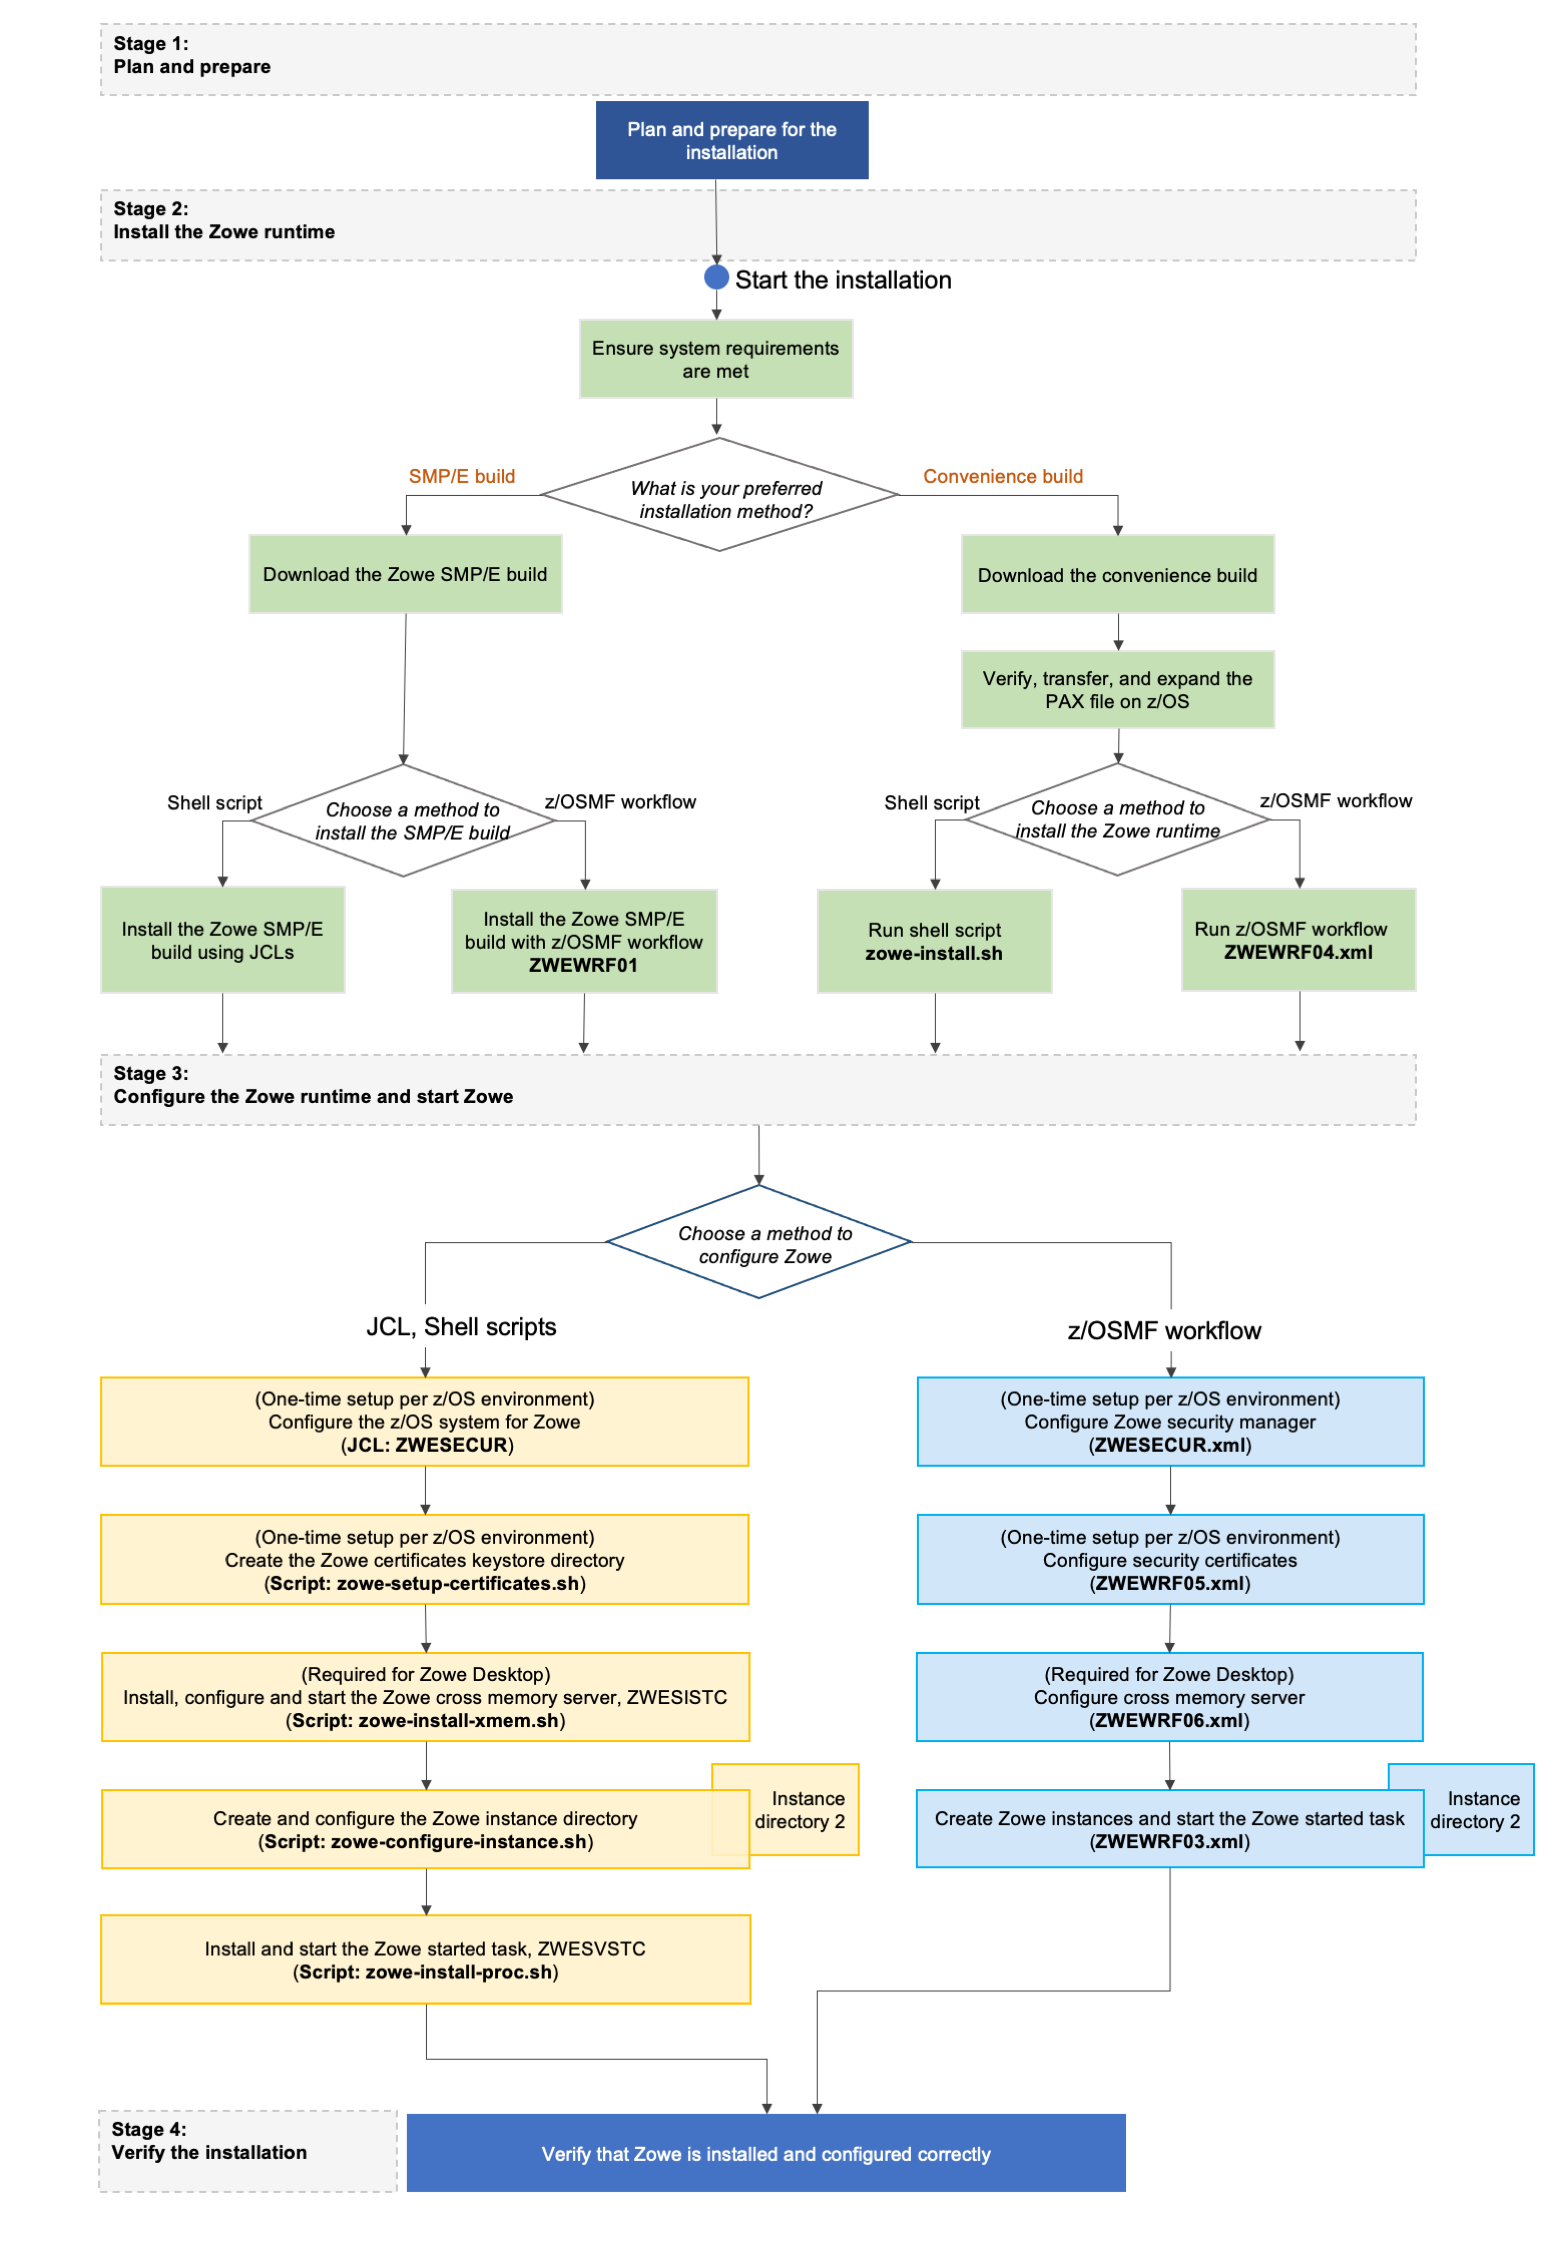 Stage 1:
Plan and prepare
Plan and prepare for the
installation
Stage 2:
Install the Zowe runtime
Start the installation
Ensure system requirements
are met
What is your preferred
installation method?
SMP/E build
Convenience build
Download the Zowe SMP/E build
Download the convenience build
Verify, transfer, and expand the
PAX file on z/OS
Shell script
Choose a method to
install the SMP/E build
z/OSMF workflow
Shell script
Choose a method to
install the Zowe runtime
z/OSMF workflow
Install the Zowe SMP/E
build using JCLs
Install the Zowe SMP/E
build with z/OSMF workflow
ZWEWRF01
Run shell script
zowe-install.sh
Run z/OSMF workflow
ZWEWRF04.xml
Stage 3:
Configure the Zowe runtime and start Zowe
Choose a method to
configure Zowe
JCL, Shell scripts
z/OSMF workflow
(One-time setup per z/OS environment)
Configure the z/OS system for Zowe
(JCL: ZWESECUR)
(One-time setup per z/OS environment)
Configure Zowe security manager
(ZWESECUR.xml)
(One-time setup per z/OS environment)
Create the Zowe certificates keystore directory
(Script: zowe-setup-certificates.sh)
(One-time setup per z/OS environment)
Configure security certificates
(ZWEWRF05.xml)
(Required for Zowe Desktop)
Install, configure and start the Zowe cross memory server, ZWESISTC
(Script: zowe-install-xmem.sh)
(Required for Zowe Desktop)
Configure cross memory server
(ZWEWRF06.xml)
Create and configure the Zowe instance directory
(Script: zowe-configure-instance.sh)
Instance
directory 2
Create Zowe instances and start the Zowe started task
(ZWEWRF03.xml)
Instance
directory 2
Install and start the Zowe started task, ZWESVSTC
(Script: zowe-install-proc.sh)
Stage 4:
Verify the installation
Verify that Zowe is installed and configured correctly